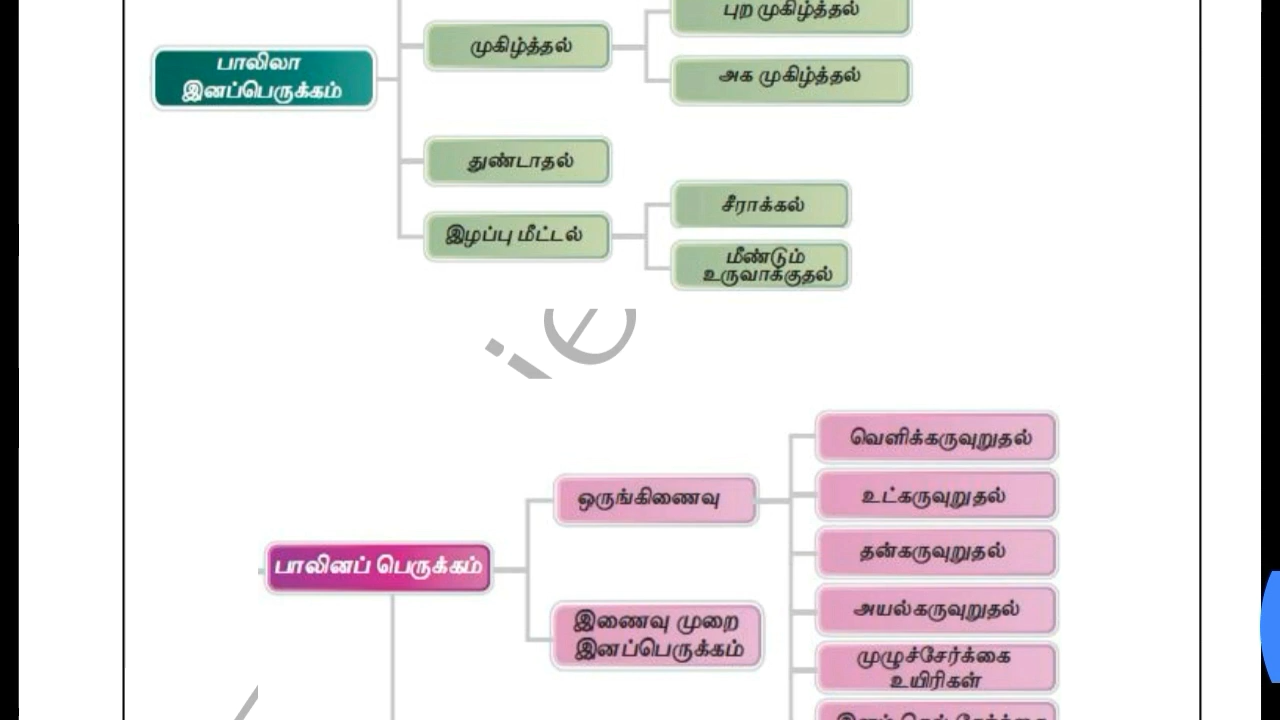 புற முகிழ்த்தல்
முகிழ்த்தல்
அக முகிழ்த்தல்
பாலிலா
இனப்பெருக்கம்
துண்டாதல்
சீராக்கல்
இழப்பு மீட்டல்
மீண்டும்
உருவாக்குதல்
வெளிக்கருவுறுதல்
ஒருங்கிணைவு
உட்கருவுறுதல்
தன்கருவுறுதல்
பாலினப் பெருக்கம்
அயல்கருவுறுதல்
இணைவு முறை
இனப்பெருக்கம்
முழுச்சேர்க்கை
உயிரிகள்